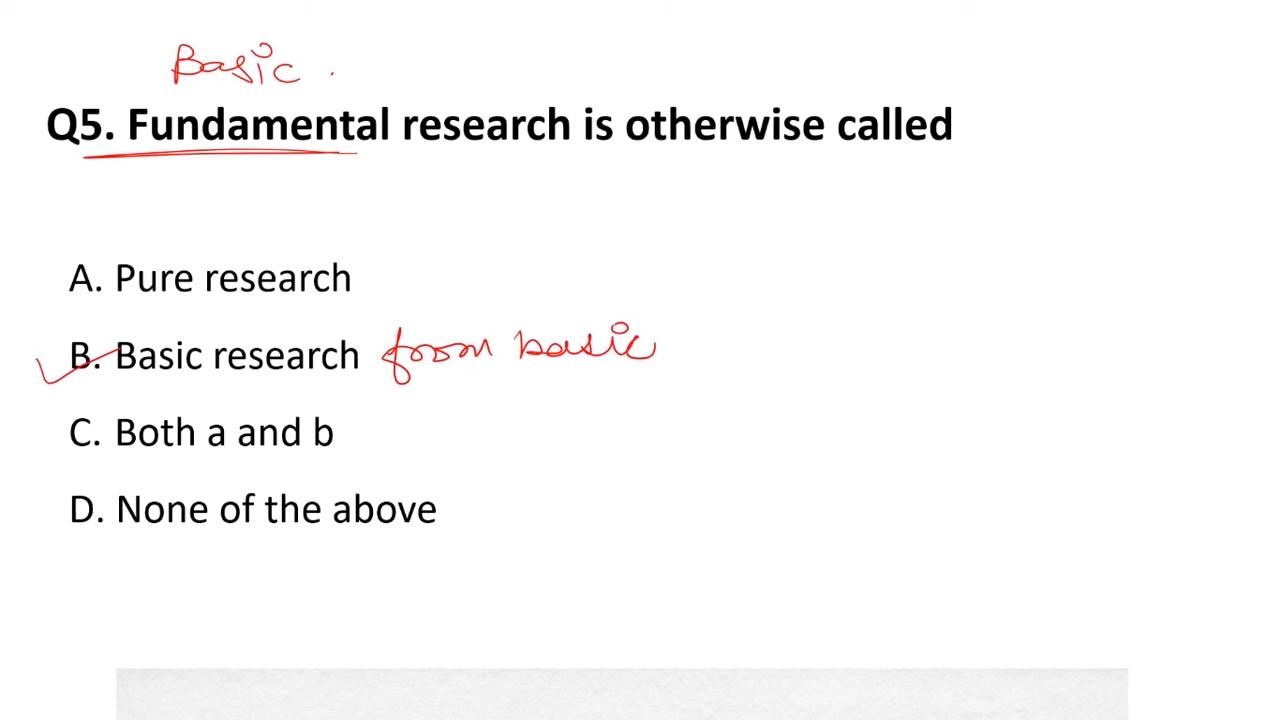 Basic .
Q5. Fundamental research is otherwise called
A. Pure research
B. Basic research from basic
C. Both a and b
D. None of the above